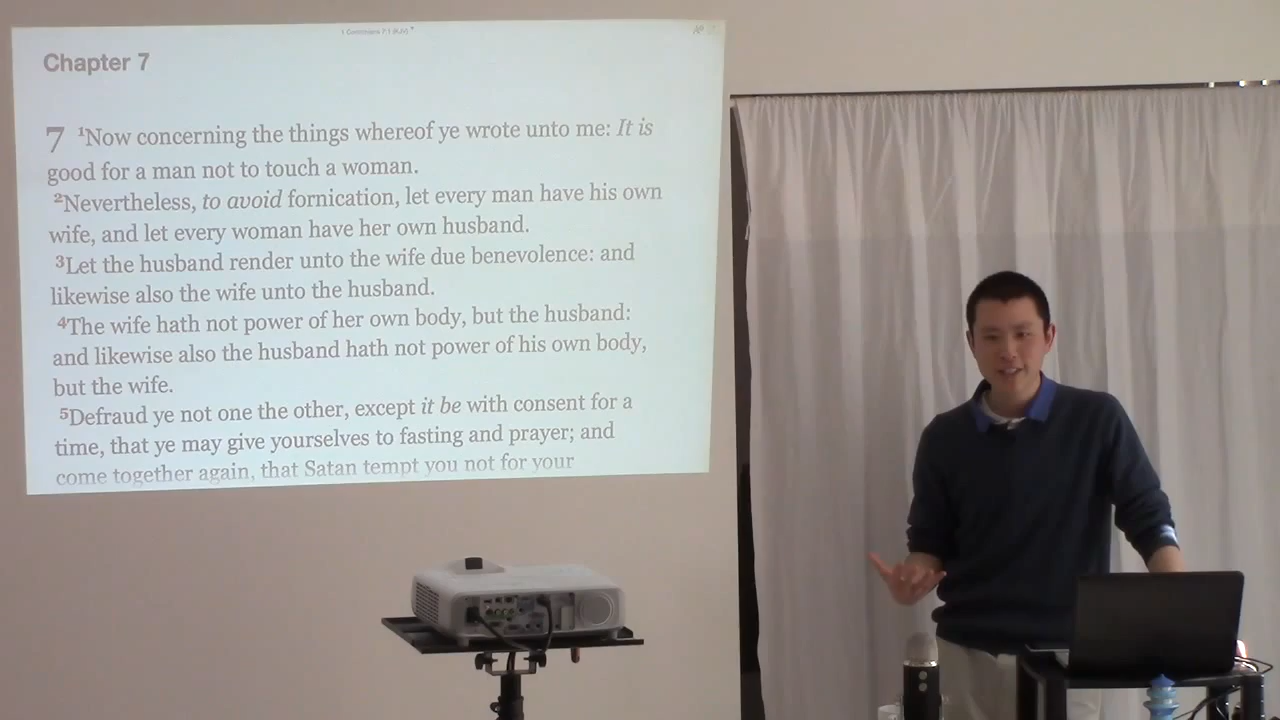 1 Corinthians 7:1 (KJV)
Chapter 7
7 1Now concerning the things whereof ye wrote unto me: It is
good for a man not to touch a woman.
2Nevertheless, to avoid fornication, let every man have his own
wife, and let every woman have her own husband.
3Let the husband render unto the wife due benevolence: and
likewise also the wife unto the husband.
4The wife hath not power of her own body, but the husband:
and likewise also the husband hath not power of his own body,
but the wife.
5Defraud ye not one the other, except it be with consent for a
time, that ye may give yourselves to fasting and prayer; and
come together again, that Satan tempt you not for your